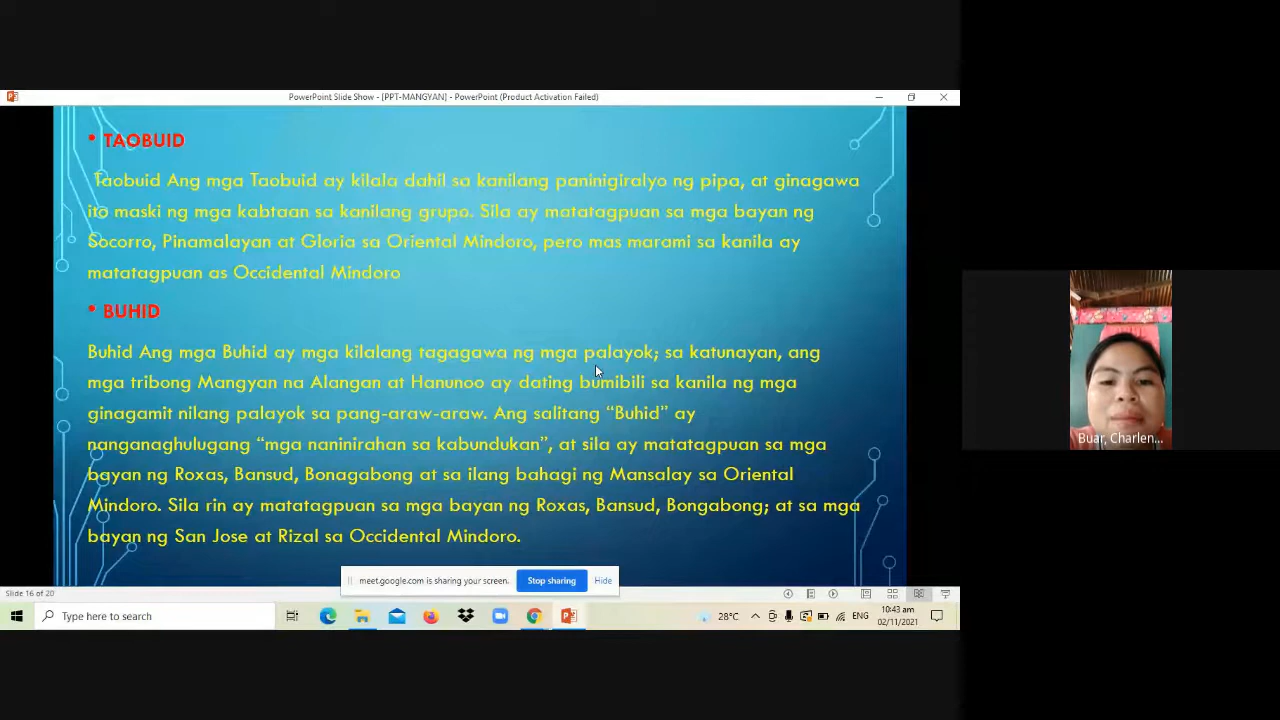 PowerPoint Slide Show - [PPT-MANGYAN] - PowerPoint (Product Activation Failed)
• TAOBUID
Taobuid Ang mga Taobuid ay kilala dahil sa kanilang paninigiralyo ng pipa, at ginagawa
ito maski ng mga kabtaan sa kanilang grupo. Sila ay matatagpuan sa mga bayan ng
Socorro, Pinamalayan at Gloria sa Oriental Mindoro, pero mas marami sa kanila ay
matatagpuan as Occidental Mindoro
• BUHID
Buhid Ang mga Buhid ay mga kilalang tagagawa ng mga palayok; sa katunayan, ang
mga tribong Mangyan na Alangan at Hanunoo ay dating bumibili sa kanila ng mga
ginagamit nilang palayok sa pang-araw-araw. Ang salitang “Buhid” ay
nanganaghulugang “mga naninirahan sa kabundukan”, at sila ay matatagpuan sa mga
bayan ng Roxas, Bansud, Bonagabong at sa ilang bahagi ng Mansalay sa Oriental
Mindoro. Sila rin ay matatagpuan sa mga bayan ng Roxas, Bansud, Bongabong; at sa mga
bayan ng San Jose at Rizal sa Occidental Mindoro.
Buar, Charlen...
meet.google.com is sharing your screen. Stop sharing Hide
Slide 16 of 20
Type here to search
28°C ENG
10:43 am
02/11/2021